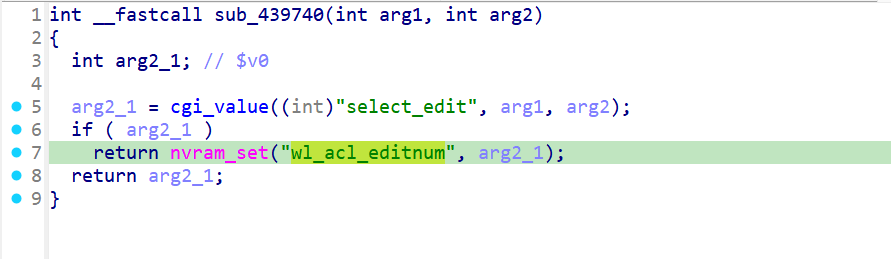 1 int __fastcall sub_439740(int arg1, int arg2)
2 {
3   int arg2_1; // $v0
4
5   arg2_1 = cgi_value((int)"select_edit", arg1, arg2);
6   if ( arg2_1 )
7     return nvram_set("wl_acl_editnum", arg2_1);
8   return arg2_1;
9 }